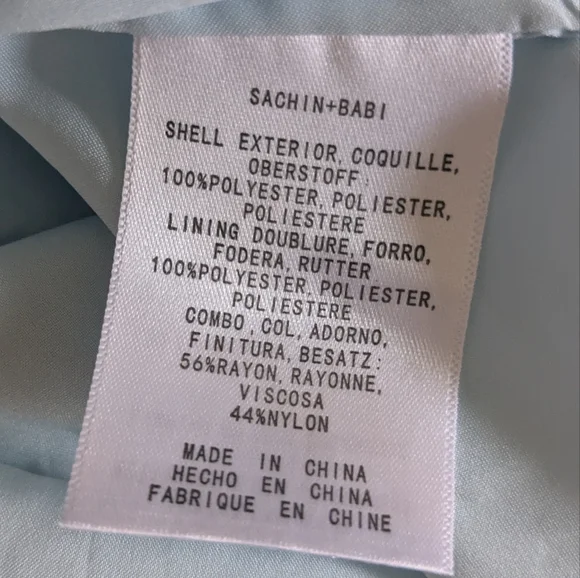 SACHIN+BABI
SHELL EXTERIOR, COQUILLE,
OBERSTOFF:
100%POLYESTER, POLIESTER,
POLIESTERE
LINING DOUBLURE, FORRO,
FODERA, RUTTER
100%POLYESTER, POLIESTER,
POLIESTERE
COMBO, COL, ADORNO,
FINITURA, BESATZ:
56%RAYON, RAYONNE,
VISCOSA
44%NYLON
MADE IN CHINA
HECHO EN CHINA
FABRIQUE EN CHINE